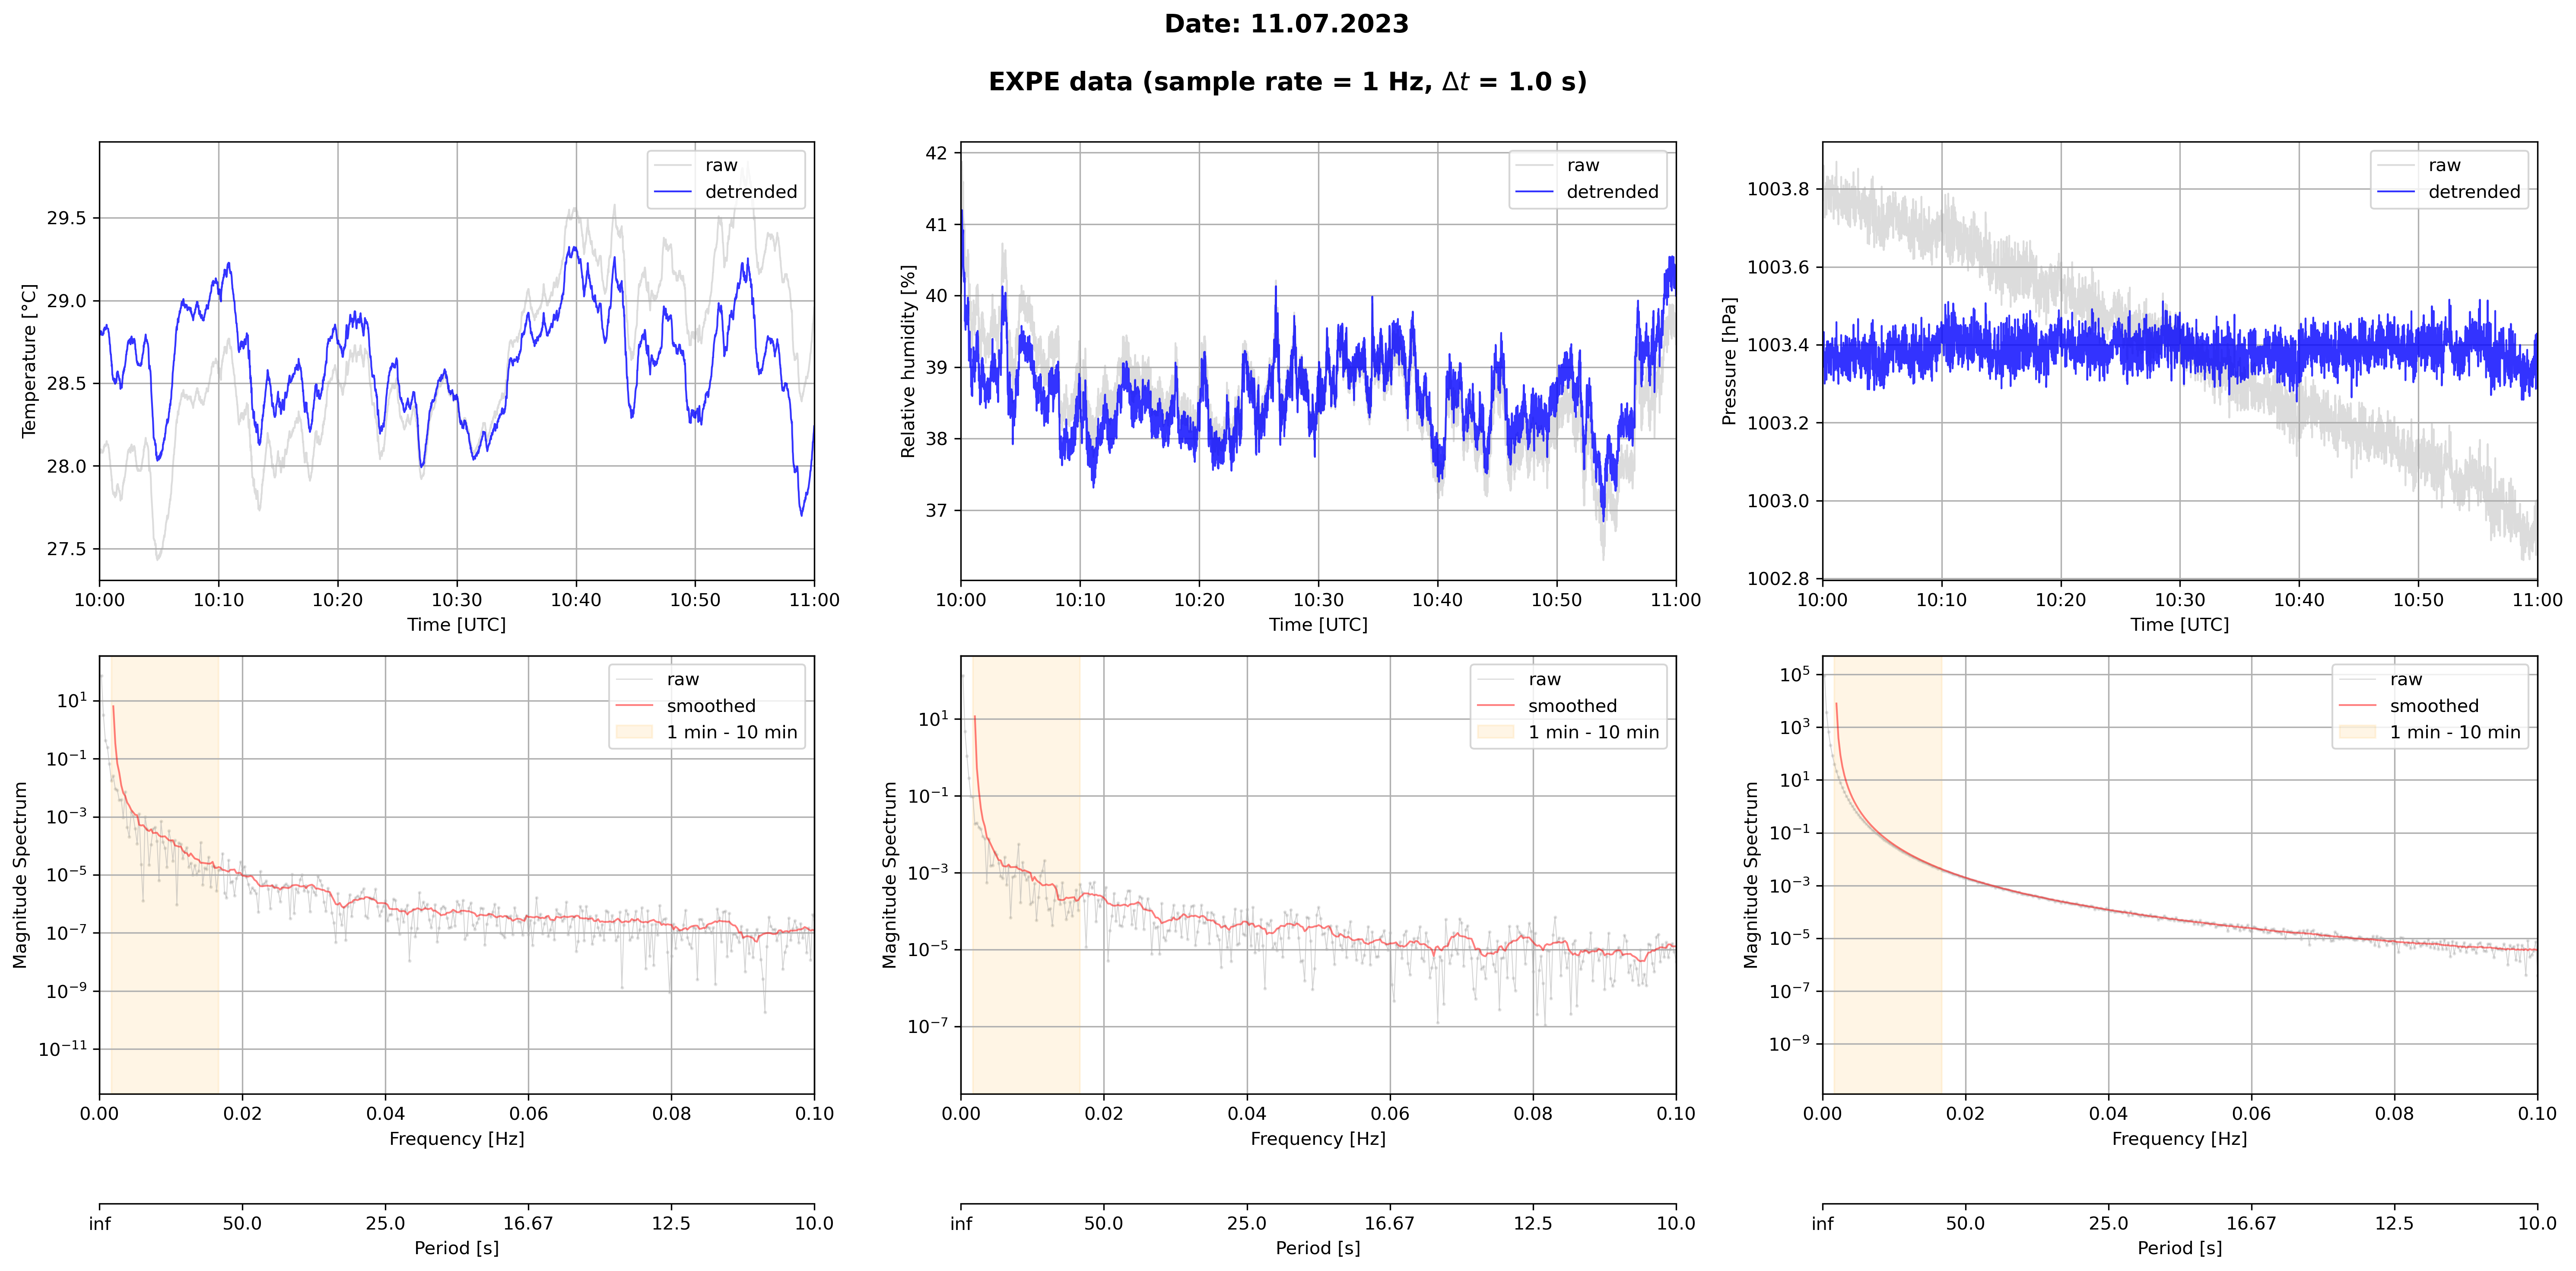 Date: 11.07.2023
EXPE data (sample rate = 1 Hz, Δt = 1.0 s)
raw
detrended
29.5
29.0
28.5
28.0
27.5
Temperature [°C]
10:00 10:10 10:20 10:30 10:40 10:50 11:00
Time [UTC]
raw
detrended
42
41
40
39
38
37
Relative humidity [%]
10:00 10:10 10:20 10:30 10:40 10:50 11:00
Time [UTC]
raw
detrended
1003.8
1003.6
1003.4
1003.2
1003.0
1002.8
Pressure [hPa]
10:00 10:10 10:20 10:30 10:40 10:50 11:00
Time [UTC]
raw
smoothed
1 min - 10 min
10¹
10⁻¹
10⁻³
10⁻⁵
10⁻⁷
10⁻⁹
10⁻¹¹
Magnitude Spectrum
0.00 0.02 0.04 0.06 0.08 0.10
Frequency [Hz]
inf 50.0 25.0 16.67 12.5 10.0
Period [s]
raw
smoothed
1 min - 10 min
10¹
10⁻¹
10⁻³
10⁻⁵
10⁻⁷
Magnitude Spectrum
0.00 0.02 0.04 0.06 0.08 0.10
Frequency [Hz]
inf 50.0 25.0 16.67 12.5 10.0
Period [s]
raw
smoothed
1 min - 10 min
10⁵
10³
10¹
10⁻¹
10⁻³
10⁻⁵
10⁻⁷
10⁻⁹
Magnitude Spectrum
0.00 0.02 0.04 0.06 0.08 0.10
Frequency [Hz]
inf 50.0 25.0 16.67 12.5 10.0
Period [s]